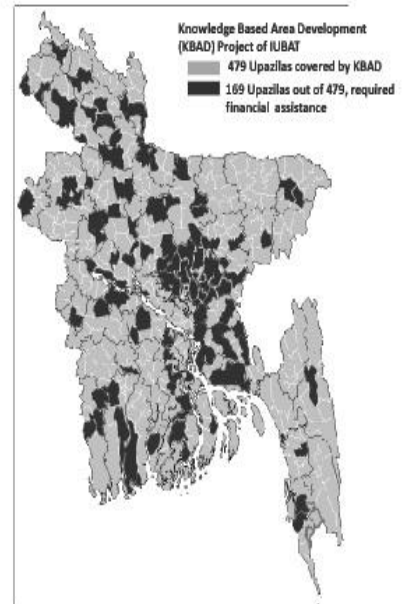 Knowledge Based Area Development
(KBAD) Project of IUBAT
479 Upazilas covered by KBAD
169 Upazilas out of 479, required
financial assistance